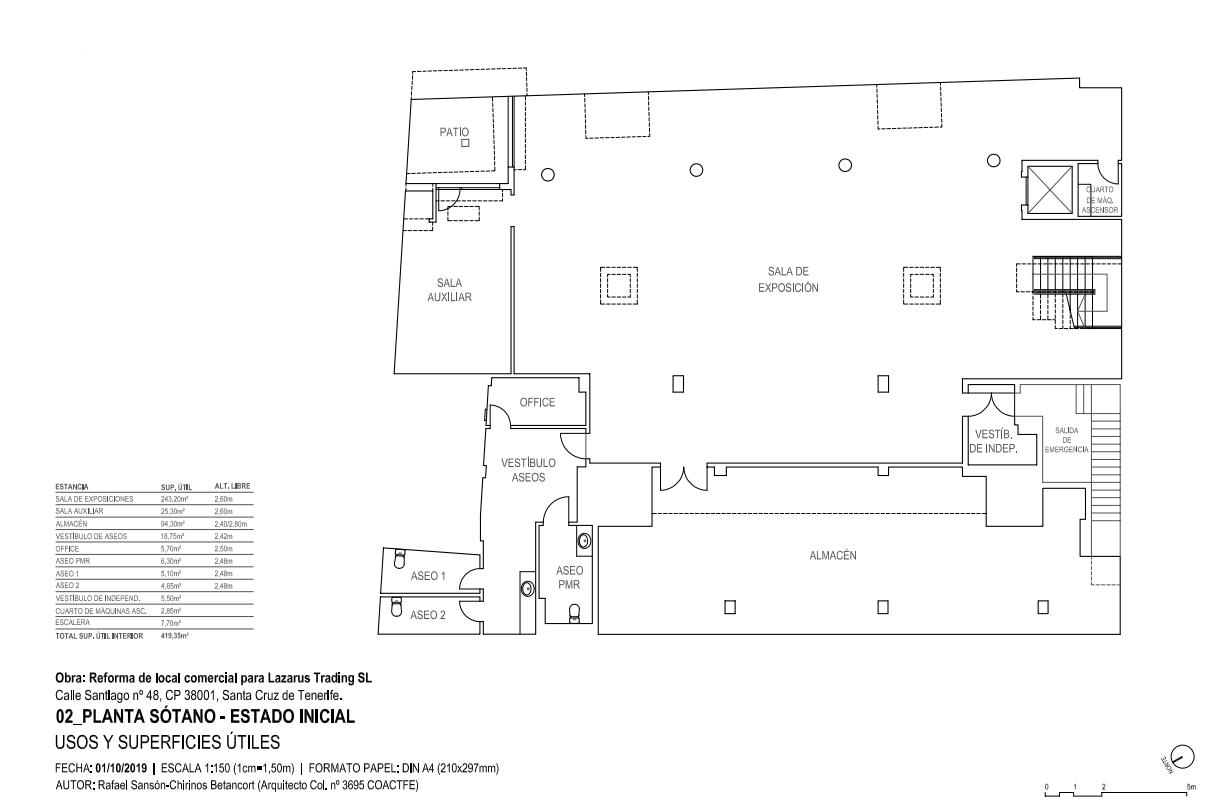 PATIO
CUARTO
DE MÁQ.
ASCENSOR
SALA
AUXILIAR
SALA DE
EXPOSICIÓN
OFFICE
VESTÍBULO
ASEOS
VESTÍB.
DE INDEP.
SALIDA
DE
EMERGENCIA
ALMACÉN
ASEO 1
ASEO 2
ASEO
PMR
ESTANCIA SUP. ÚTIL ALT. LIBRE
SALA DE EXPOSICIONES 243,20m² 2,60m
SALA AUXILIAR 25,30m² 2,60m
ALMACÉN 94,30m² 2,40/2,80m
VESTÍBULO DE ASEOS 18,75m² 2,42m
OFFICE 5,70m² 2,50m
ASEO PMR 6,30m² 2,48m
ASEO 1 5,10m² 2,48m
ASEO 2 4,65m² 2,48m
VESTÍBULO DE INDEPEND. 5,50m²
CUARTO DE MÁQUINAS ASC. 2,85m²
ESCALERA 7,70m²
TOTAL SUP. ÚTIL INTERIOR 419,35m²
Obra: Reforma de local comercial para Lazarus Trading SL
Calle Santiago nº 48, CP 38001, Santa Cruz de Tenerife.
02_PLANTA SÓTANO - ESTADO INICIAL
USOS Y SUPERFICIES ÚTILES
FECHA: 01/10/2019 | ESCALA 1:150 (1cm=1,50m) | FORMATO PAPEL: DIN A4 (210x297mm)
AUTOR: Rafael Sansón-Chirinos Betancort (Arquitecto Col. nº 3695 COACTFE)
NORTE
0 1 2 5m